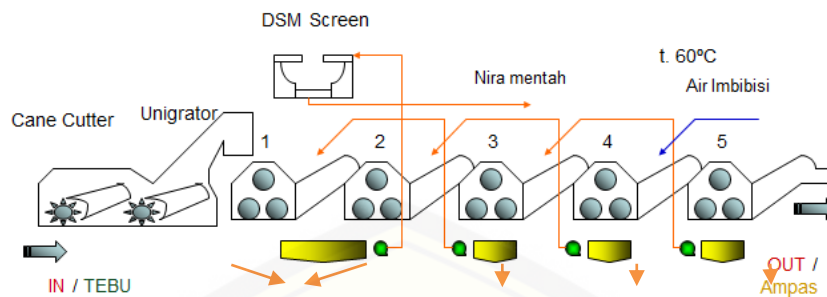 DSM Screen
t. 60ºC
Nira mentah
Air Imbibisi
Cane Cutter
Unigrator
1
2
3
4
5
IN / TEBU
OUT /
Ampas